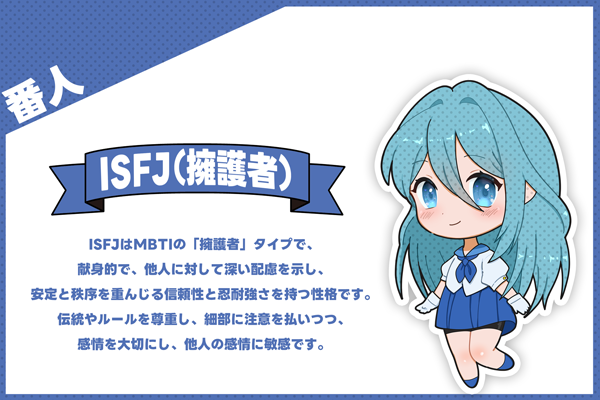 番人
ISFJ(擁護者)
ISFJはMBTIの「擁護者」タイプで、
献身的で、他人に対して深い配慮を示し、
安定と秩序を重んじる信頼性と忍耐強さを持つ性格です。
伝統やルールを尊重し、細部に注意を払いつつ、
感情を大切にし、他人の感情に敏感です。